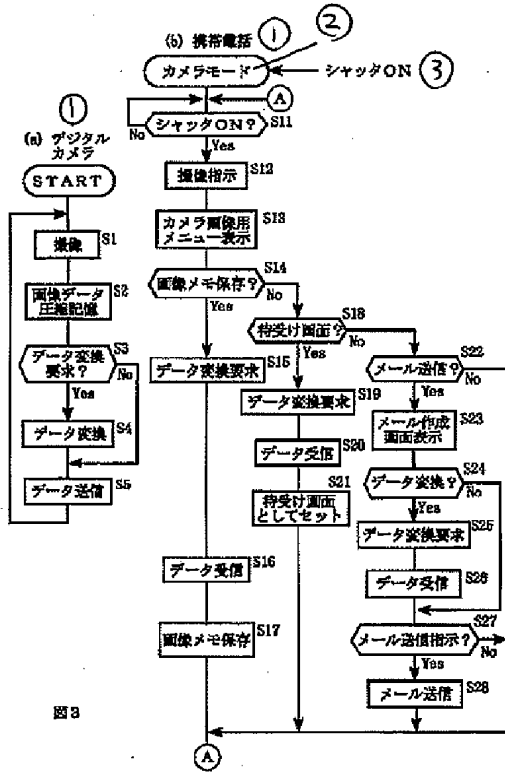 (b) 携帯電話 ① ②
カメラモード
シャッタON ③
Ⓐ
① 
(a) デジタル
カメラ
START
シャッタON? S11
No
Yes
撮像指示 S12
撮像 S1
カメラ画像用
メニュー表示 S13
画像データ
圧縮記憶 S2
画像メモ保存? S14
No
Yes
データ変換
要求? S3
No
Yes
待受け画面? S18
No
Yes
データ変換要求 S15
メール送信? S22
No
Yes
データ変換要求 S19
データ変換 S4
メール作成
画面表示 S23
データ受信 S20
データ変換? S24
No
Yes
データ送信 S5
待受け画面
としてセット S21
データ変換要求 S25
データ受信 S16
データ受信 S26
メール送信指示? S27
No
Yes
画像メモ保存 S17
メール送信 S28
図3
Ⓐ